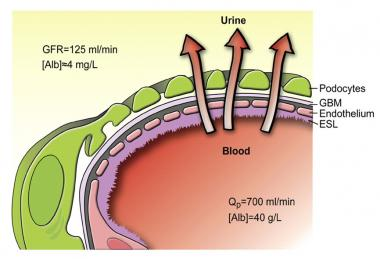 Urine
GFR=125 ml/min
[Alb]≈4 mg/L
Podocytes
GBM
Endothelium
ESL
Blood
Qp=700 ml/min
[Alb]=40 g/L